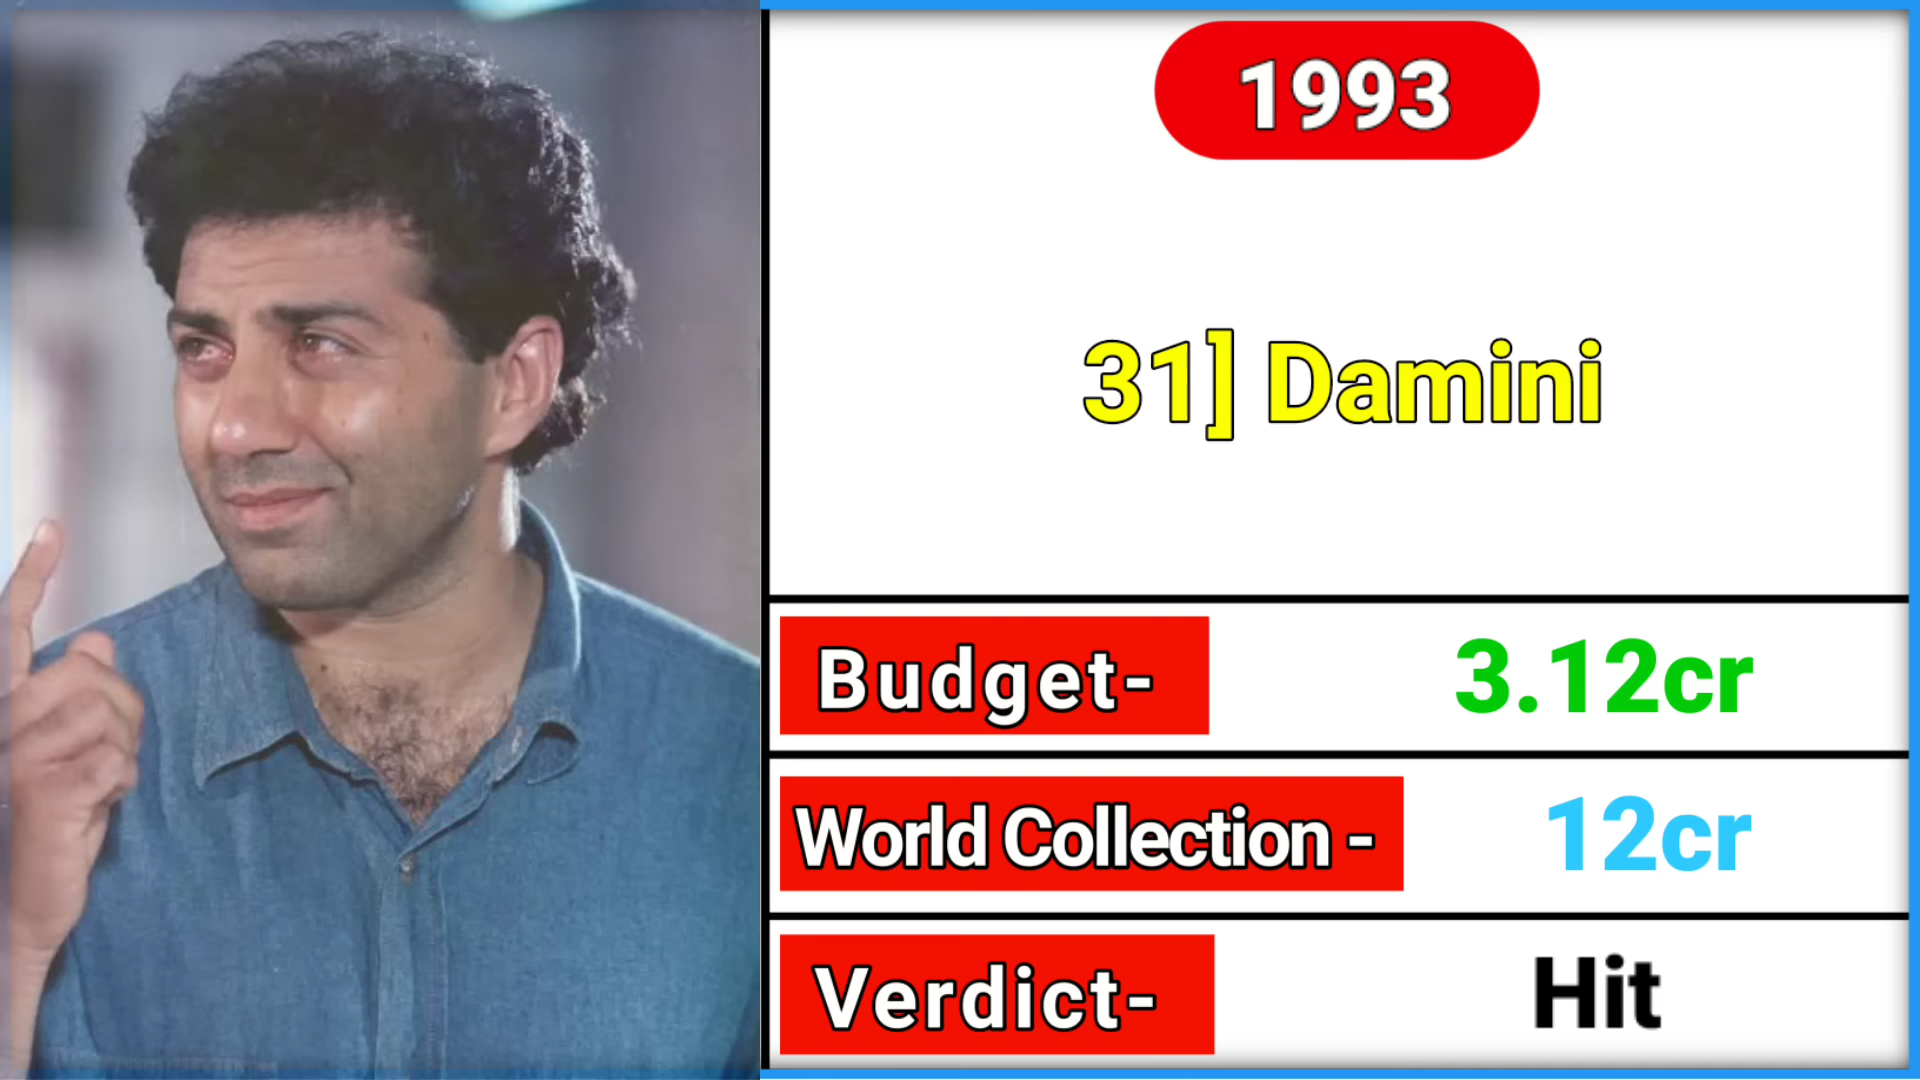 1993
31] Damini
Budget- 3.12cr
World Collection - 12cr
Verdict- Hit